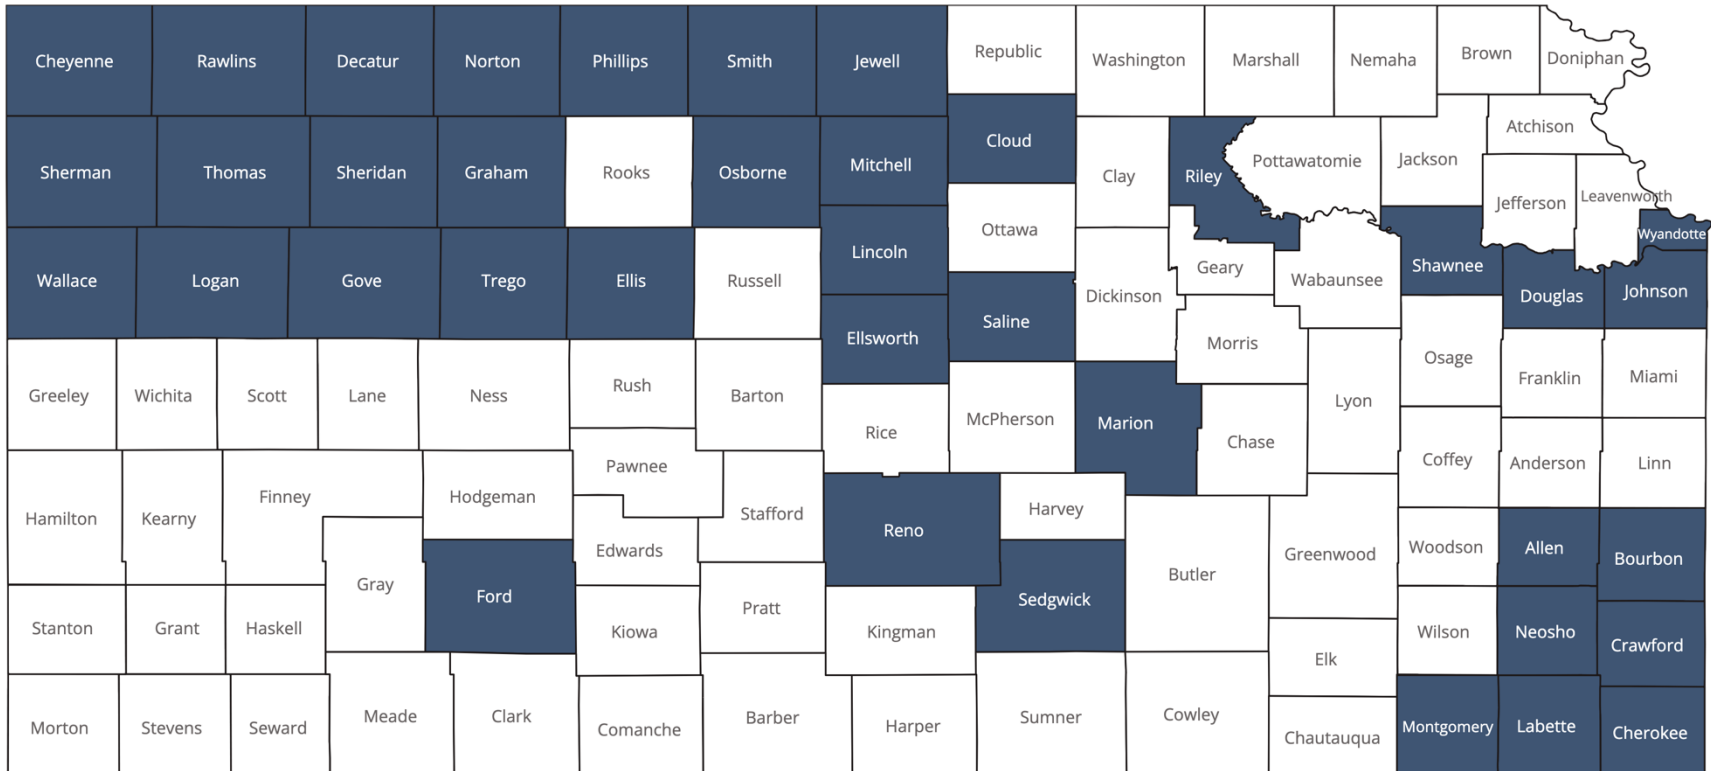 Cheyenne
Rawlins
Decatur
Norton
Phillips
Smith
Jewell
Republic
Washington
Marshall
Nemaha
Brown
Doniphan
Sherman
Thomas
Sheridan
Graham
Rooks
Osborne
Mitchell
Cloud
Clay
Riley
Pottawatomie
Jackson
Atchison
Jefferson
Leavenworth
Wyandotte
Wallace
Logan
Gove
Trego
Ellis
Russell
Lincoln
Ottawa
Saline
Dickinson
Geary
Wabaunsee
Shawnee
Douglas
Johnson
Ellsworth
Morris
Osage
Franklin
Miami
Greeley
Wichita
Scott
Lane
Ness
Rush
Barton
Rice
McPherson
Marion
Chase
Lyon
Coffey
Anderson
Linn
Hamilton
Kearny
Finney
Hodgeman
Pawnee
Stafford
Edwards
Reno
Harvey
Butler
Greenwood
Woodson
Allen
Bourbon
Gray
Ford
Kiowa
Pratt
Kingman
Sedgwick
Elk
Wilson
Neosho
Crawford
Stanton
Grant
Haskell
Morton
Stevens
Seward
Meade
Clark
Comanche
Barber
Harper
Sumner
Cowley
Chautauqua
Montgomery
Labette
Cherokee